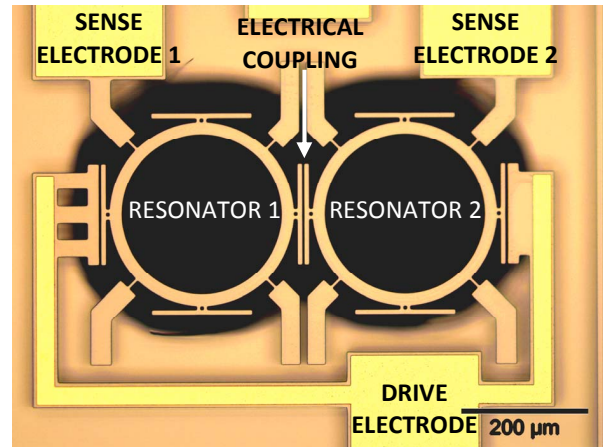 SENSE
ELECTRODE 1
ELECTRICAL
COUPLING
SENSE
ELECTRODE 2
RESONATOR 1
RESONATOR 2
DRIVE
ELECTRODE
200 µm